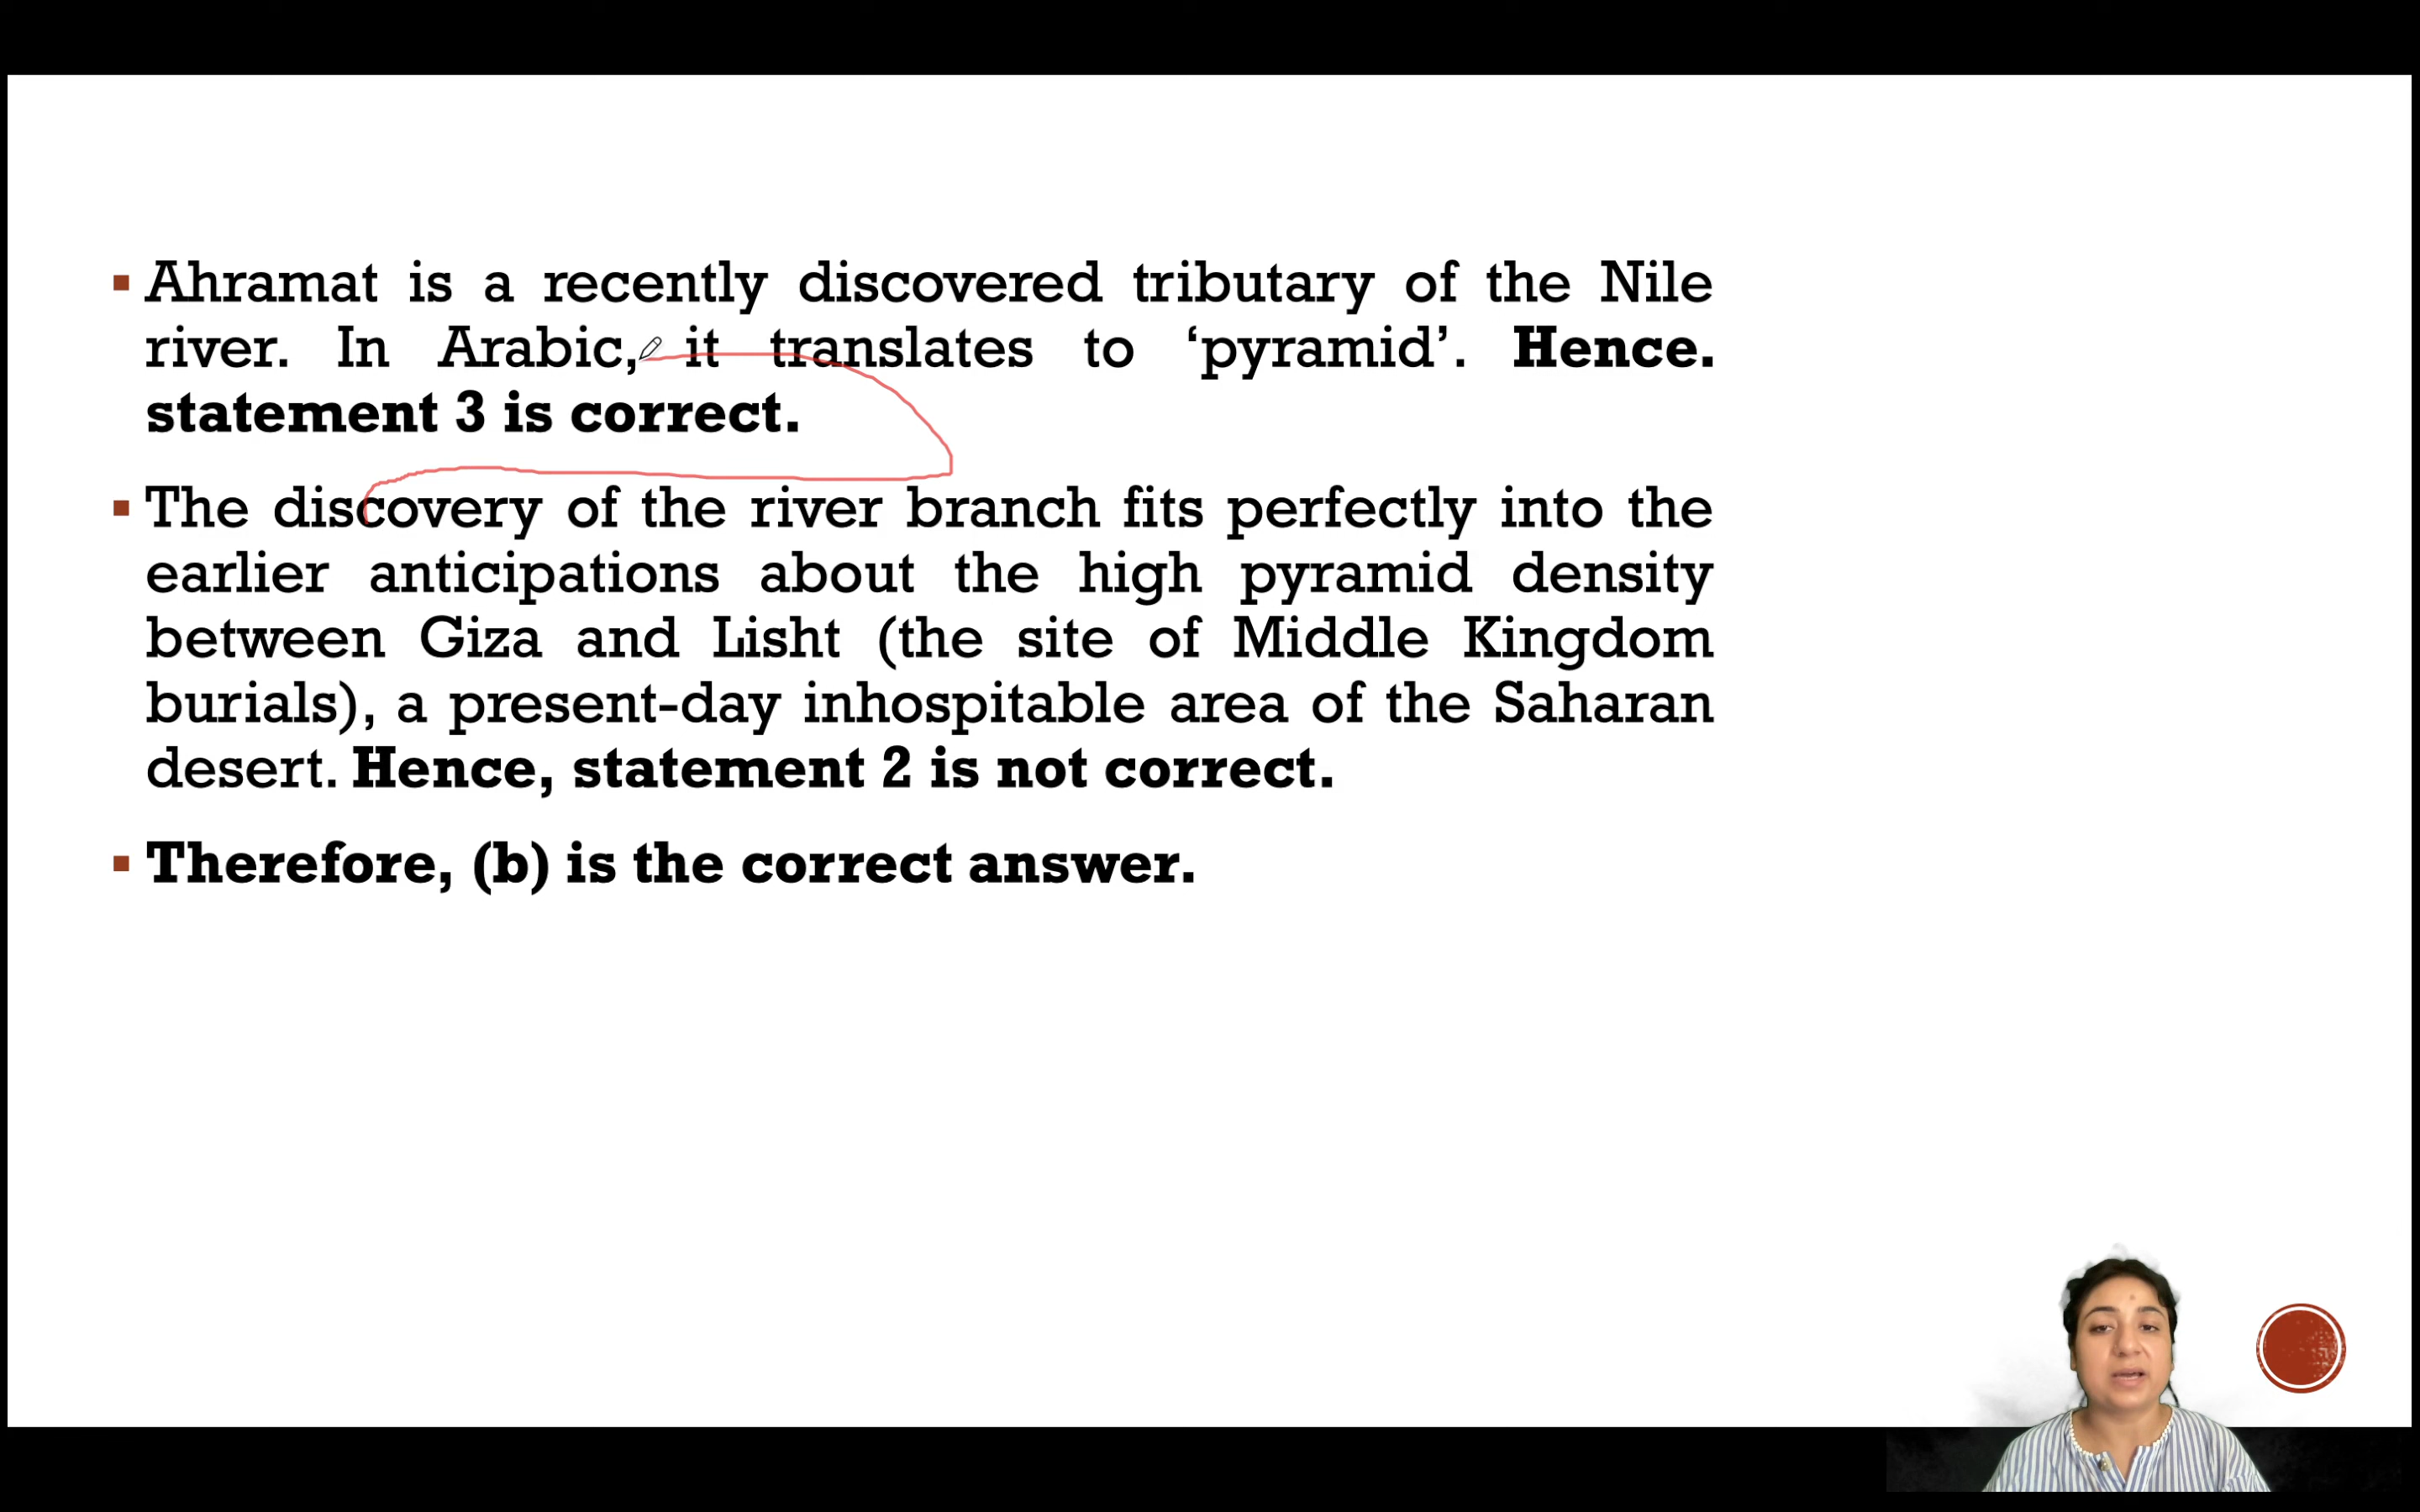 Ahramat is a recently discovered tributary of the Nile
river. In Arabic, it translates to ‘pyramid’. Hence.
statement 3 is correct.
The discovery of the river branch fits perfectly into the
earlier anticipations about the high pyramid density
between Giza and Lisht (the site of Middle Kingdom
burials), a present-day inhospitable area of the Saharan
desert. Hence, statement 2 is not correct.
Therefore, (b) is the correct answer.